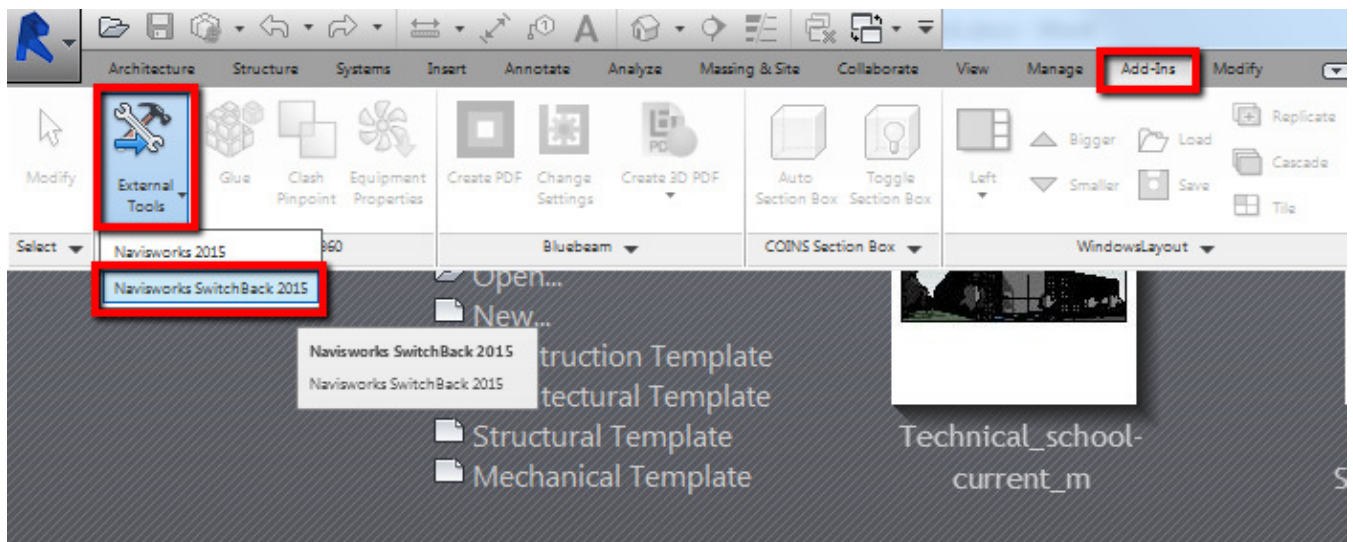 Architecture Structure Systems Insert Annotate Analyze Massing & Site Collaborate View Manage Add-Ins Modify
Modify
External
Tools
Glue
Clash
Pinpoint
Equipment
Properties
Create PDF
Change
Settings
Create 3D PDF
Auto
Section Box
Toggle
Section Box
Left
Bigger
Smaller
Load
Save
Replicate
Cascade
Tile
Select
360
Bluebeam
COINS Section Box
WindowsLayout
Navisworks 2015
Navisworks SwitchBack 2015
Navisworks SwitchBack 2015
Navisworks SwitchBack 2015
Open...
New...
truction Template
tectural Template
Structural Template
Mechanical Template
Technical_school-
current_m
S